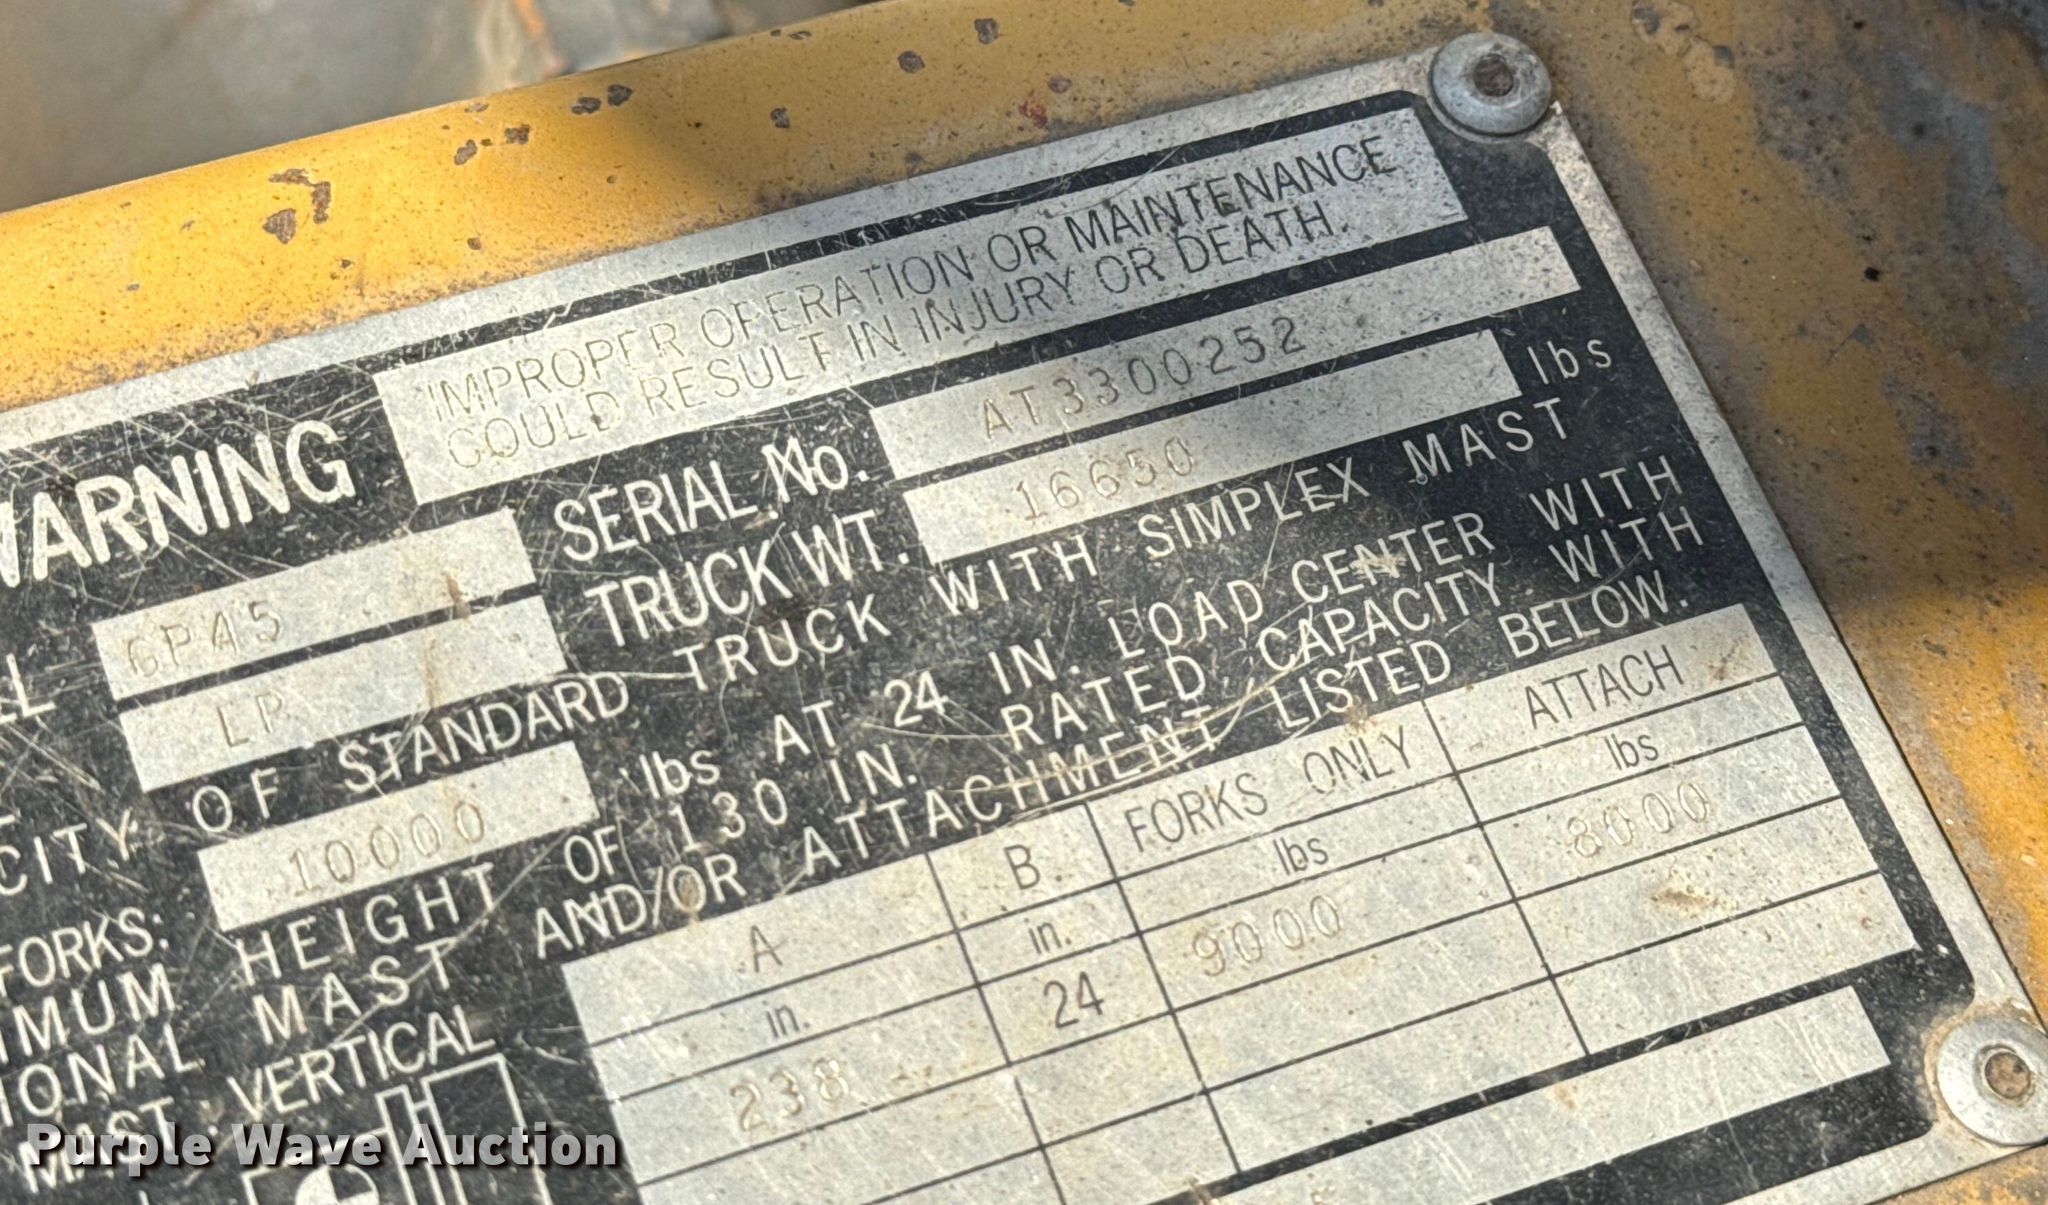 WARNING
IMPROPER OPERATION OR MAINTENANCE
COULD RESULT IN INJURY OR DEATH.
GP45
SERIAL No. AT3300252
LP
TRUCK WT. 16650 lbs
OF STANDARD TRUCK WITH SIMPLEX MAST
10000 lbs AT 24 IN. LOAD CENTER WITH
FORKS: HEIGHT OF 130 IN. RATED CAPACITY WITH
MAST AND/OR ATTACHMENT LISTED BELOW.
MAST: VERTICAL
A B FORKS ONLY ATTACH
in. in. lbs lbs
238 24 9000 8000
Purple Wave Auction